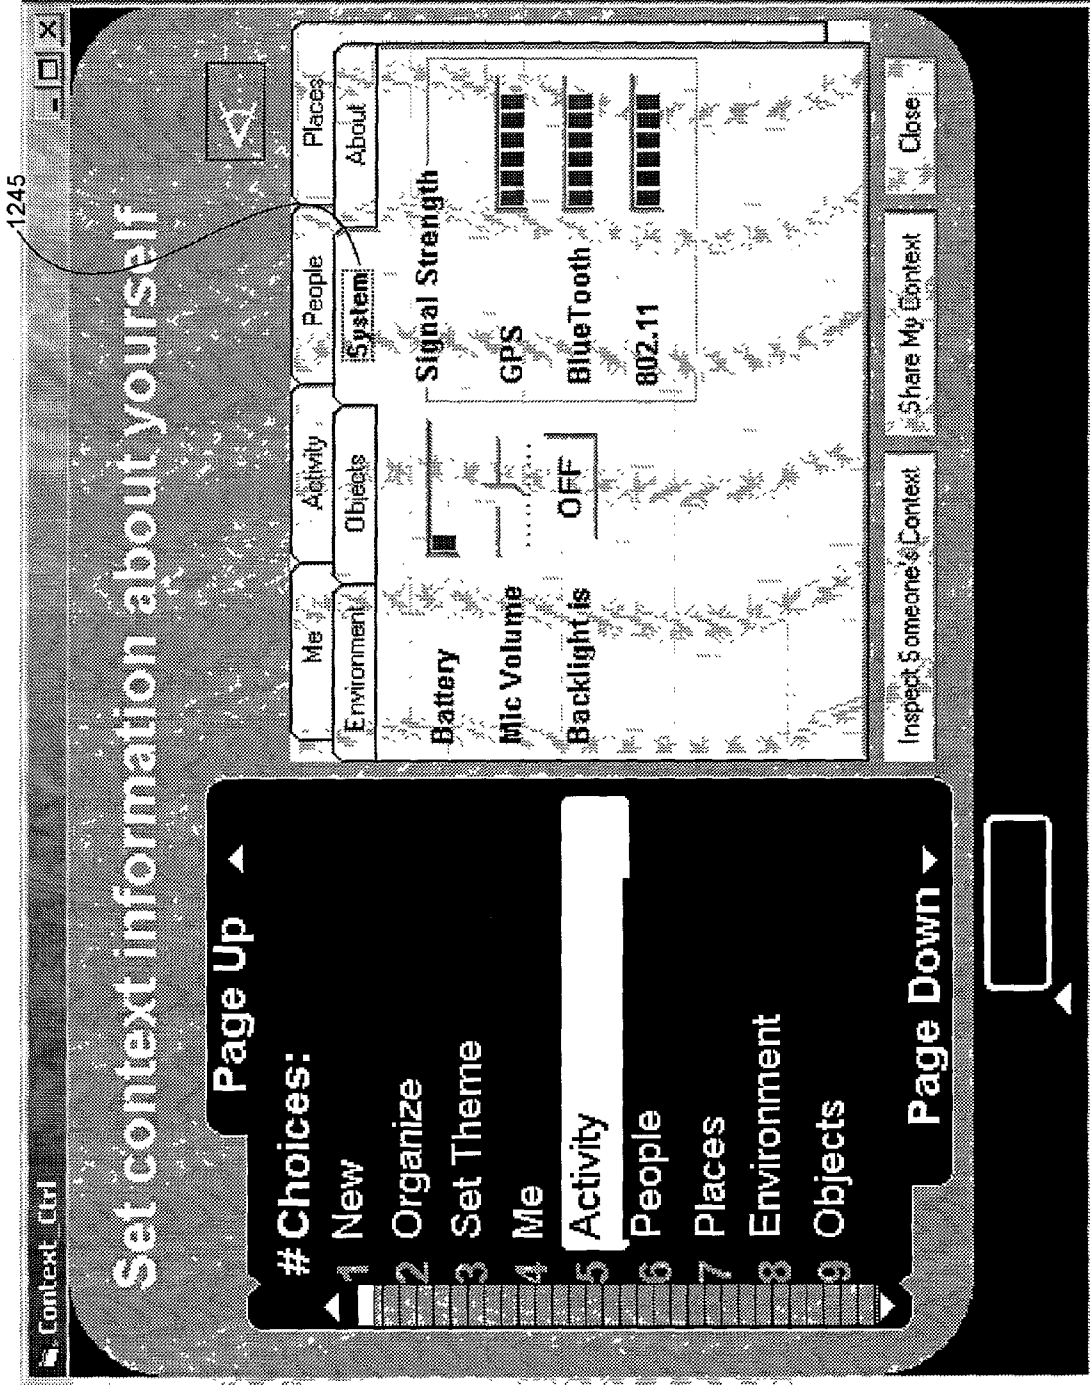 1245
Context_Ctrl
Set context information about yourself
Page Up
# Choices:
1 New
2 Organize
3 Set Theme
4 Me
5 Activity
6 People
7 Places
8 Environment
9 Objects
Page Down
Me
Activity
People
Places
Environment
Objects
System
About
Battery
Mic Volume
Backlight is
OFF
Signal Strength
GPS
BlueTooth
802.11
Inspect Someone's Context
Share My Context
Close